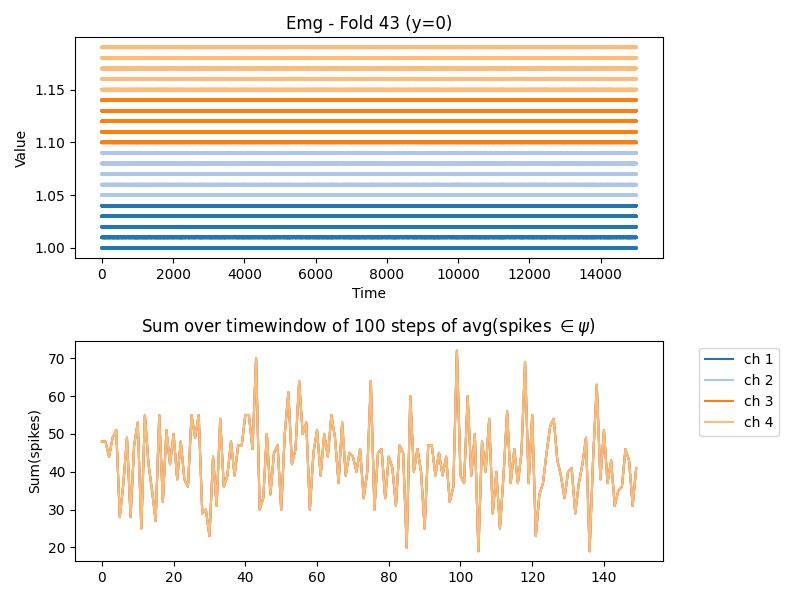 Emg - Fold 43 (y=0)
1.15
1.10
1.05
1.00
Value
0 2000 4000 6000 8000 10000 12000 14000
Time
Sum over timewindow of 100 steps of avg(spikes ∈ψ)
70
60
50
40
30
20
Sum(spikes)
0 20 40 60 80 100 120 140
ch 1
ch 2
ch 3
ch 4